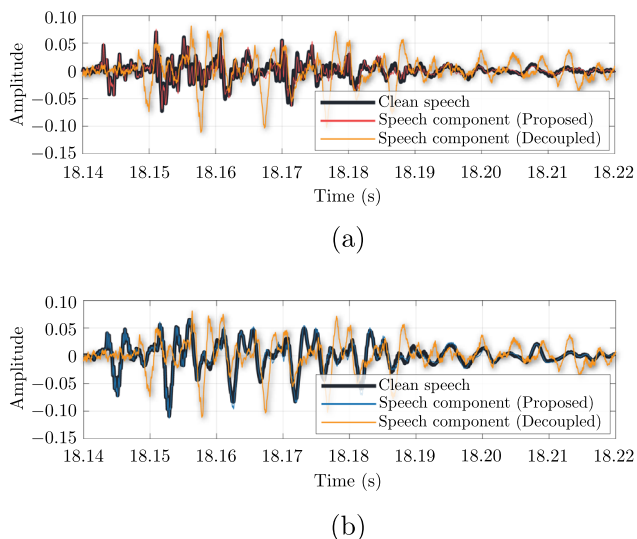 0.10
0.05
0
−0.05
−0.10
−0.15
Amplitude
Clean speech
Speech component (Proposed)
Speech component (Decoupled)
18.14 18.15 18.16 18.17 18.18 18.19 18.20 18.21 18.22
Time (s)
(a)
0.10
0.05
0
−0.05
−0.10
−0.15
Amplitude
Clean speech
Speech component (Proposed)
Speech component (Decoupled)
18.14 18.15 18.16 18.17 18.18 18.19 18.20 18.21 18.22
Time (s)
(b)